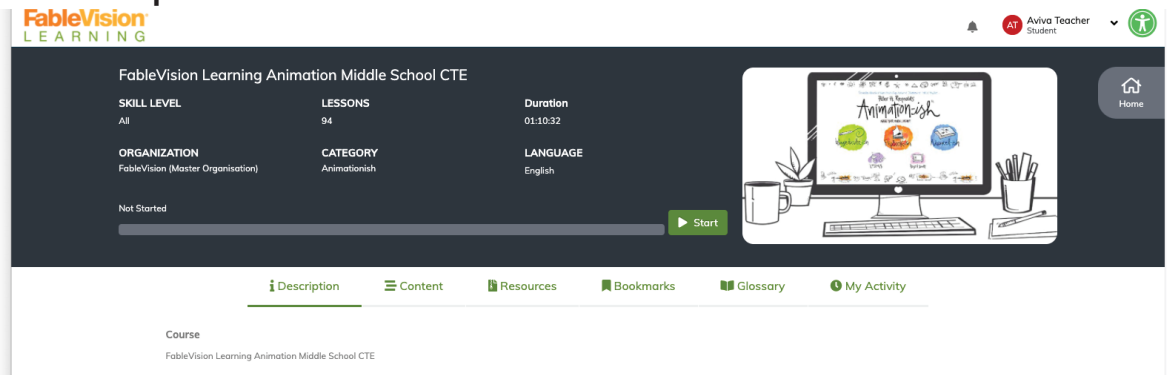 FableVision
LEARNING
AT
Aviva Teacher
Student
Home
FableVision Learning Animation Middle School CTE
SKILL LEVEL
All
LESSONS
94
Duration
01:10:32
ORGANIZATION
FableVision (Master Organisation)
CATEGORY
Animationish
LANGUAGE
English
Not Started
Start
Peter H. Reynolds
Animation-ish
Description
Content
Resources
Bookmarks
Glossary
My Activity
Course
FableVision Learning Animation Middle School CTE